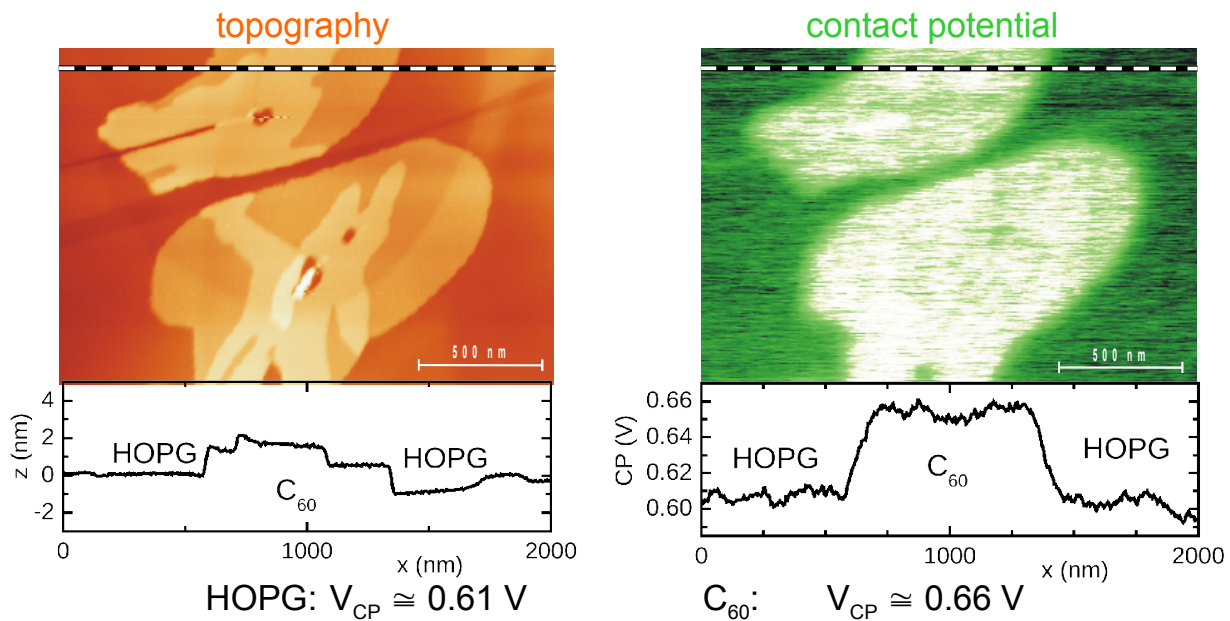 topography
contact potential
500 nm
500 nm
4
2
0
-2
z (nm)
HOPG
C60
HOPG
0
1000
2000
x (nm)
0.66
0.64
0.62
0.60
CP (V)
HOPG
C60
HOPG
0
1000
2000
x (nm)
HOPG: VCP ≅ 0.61 V
C60: VCP ≅ 0.66 V